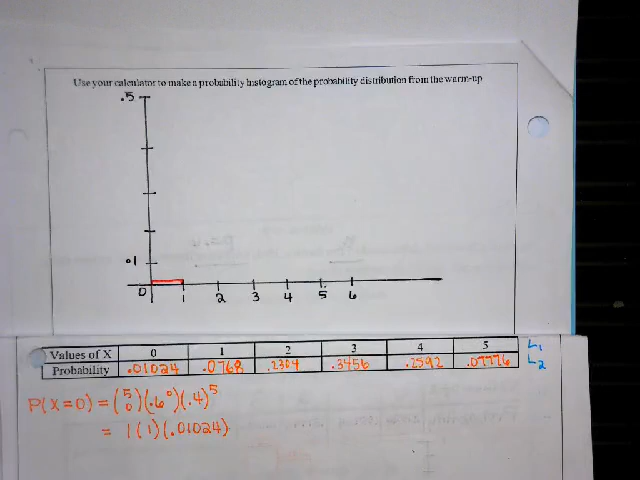 Use your calculator to make a probability histogram of the probability distribution from the warm-up
.5
.1
0 1 2 3 4 5 6
Values of X 0 1 2 3 4 5 L1
Probability .01024 .0768 .2304 .3456 .2592 .07776 L2
P(X=0) = (5 0)(.6⁰)(.4)⁵
= 1(1)(.01024)